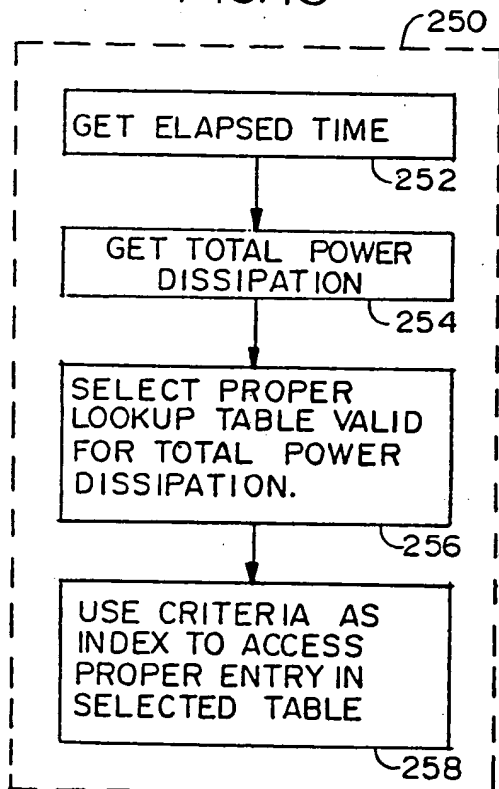 250
GET ELAPSED TIME
252
GET TOTAL POWER
DISSIPATION
254
SELECT PROPER
LOOKUP TABLE VALID
FOR TOTAL POWER
DISSIPATION.
256
USE CRITERIA AS
INDEX TO ACCESS
PROPER ENTRY IN
SELECTED TABLE
258